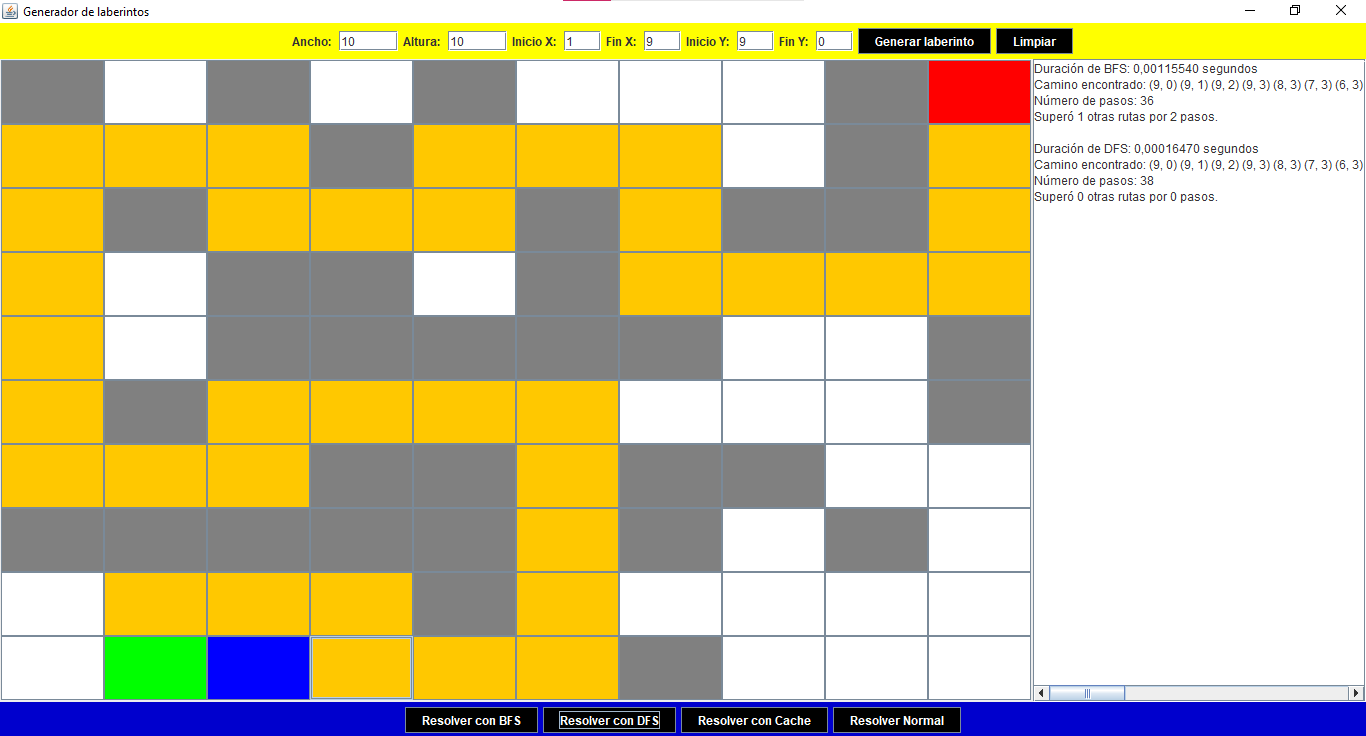 Generador de laberintos
Ancho: 10 Altura: 10 Inicio X: 1 Fin X: 9 Inicio Y: 9 Fin Y: 0 Generar laberinto Limpiar
Duración de BFS: 0,00115540 segundos
Camino encontrado: (9, 0) (9, 1) (9, 2) (9, 3) (8, 3) (7, 3) (6, 3)
Número de pasos: 36
Superó 1 otras rutas por 2 pasos.
Duración de DFS: 0,00016470 segundos
Camino encontrado: (9, 0) (9, 1) (9, 2) (9, 3) (8, 3) (7, 3) (6, 3)
Número de pasos: 38
Superó 0 otras rutas por 0 pasos.
Resolver con BFS Resolver con DFS Resolver con Cache Resolver Normal